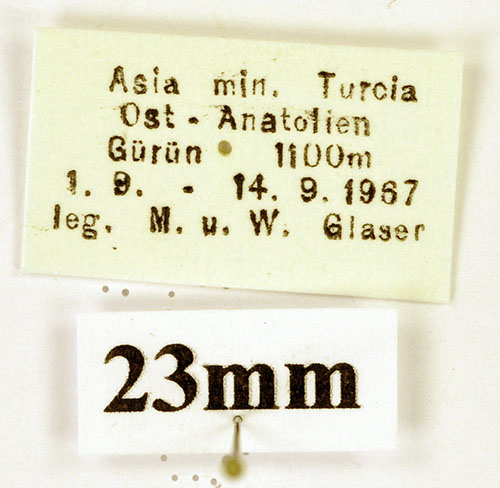 Asia min. Turcia
Ost - Anatolien
Gürün 1100m
1. 9. - 14. 9. 1967
leg. M. u. W. Glaser
23mm